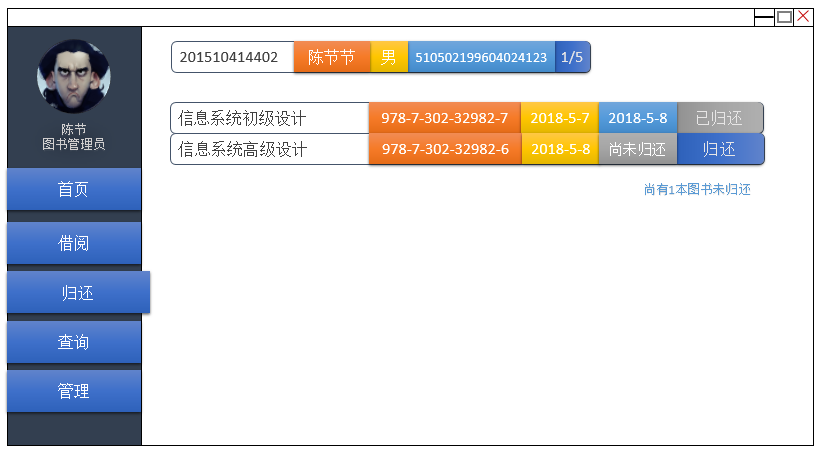 陈节
图书管理员
首页
借阅
归还
查询
管理
201510414402 陈节节 男 510502199604024123 1/5
信息系统初级设计 978-7-302-32982-7 2018-5-7 2018-5-8 已归还
信息系统高级设计 978-7-302-32982-6 2018-5-8 尚未归还 归还
尚有1本图书未归还